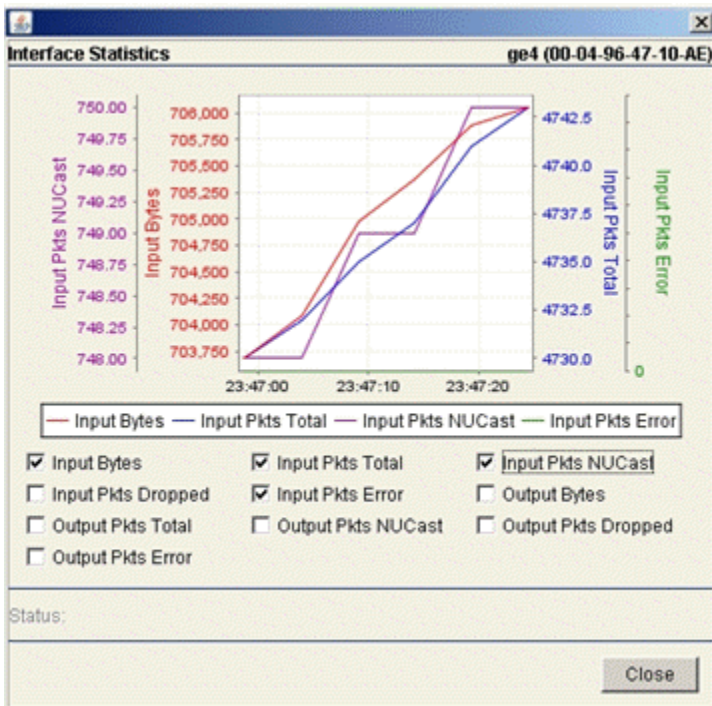 Interface Statistics ge4 (00-04-96-47-10-AE)
Input Pkts NUCast
750.00
749.75
749.50
749.25
749.00
748.75
748.50
748.25
748.00
Input Bytes
706,000
705,750
705,500
705,250
705,000
704,750
704,500
704,250
704,000
703,750
4742.5
4740.0
4737.5
4735.0
4732.5
4730.0
Input Pkts Total
0
Input Pkts Error
23:47:00 23:47:10 23:47:20
Input Bytes Input Pkts Total Input Pkts NUCast Input Pkts Error
Input Bytes Input Pkts Total Input Pkts NUCast
Input Pkts Dropped Input Pkts Error Output Bytes
Output Pkts Total Output Pkts NUCast Output Pkts Dropped
Output Pkts Error
Status:
Close